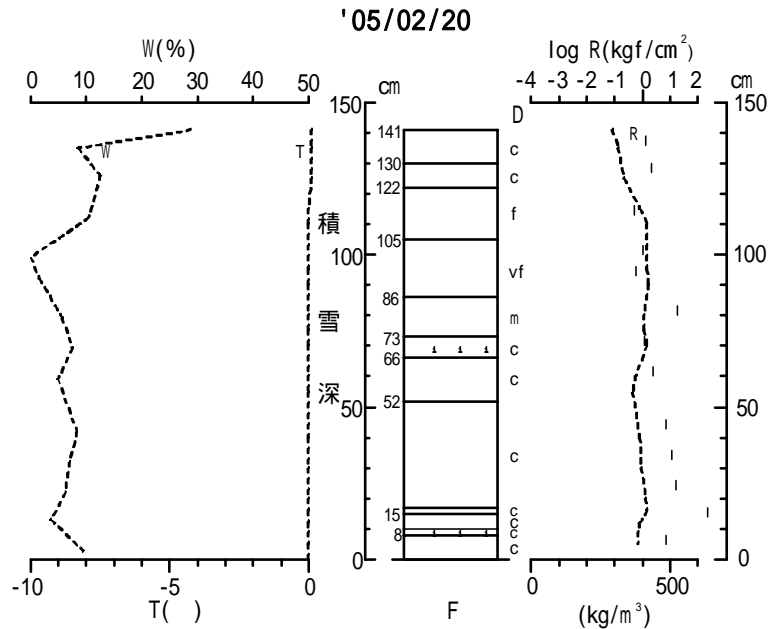 '05/02/20
W(%)
log R(kgf/cm²)
0 10 20 30 40 50
cm
-4 -3 -2 -1 0 1 2
cm
150
150
D
141
W
T
c
R
130
c
122
積
f
105
100
vf
100
86
雪
m
73
c
66
c
深
52
50
50
c
15
c
c
8
c
c
0
0
-10 -5 0
0 500
T( )
F
(kg/m³)